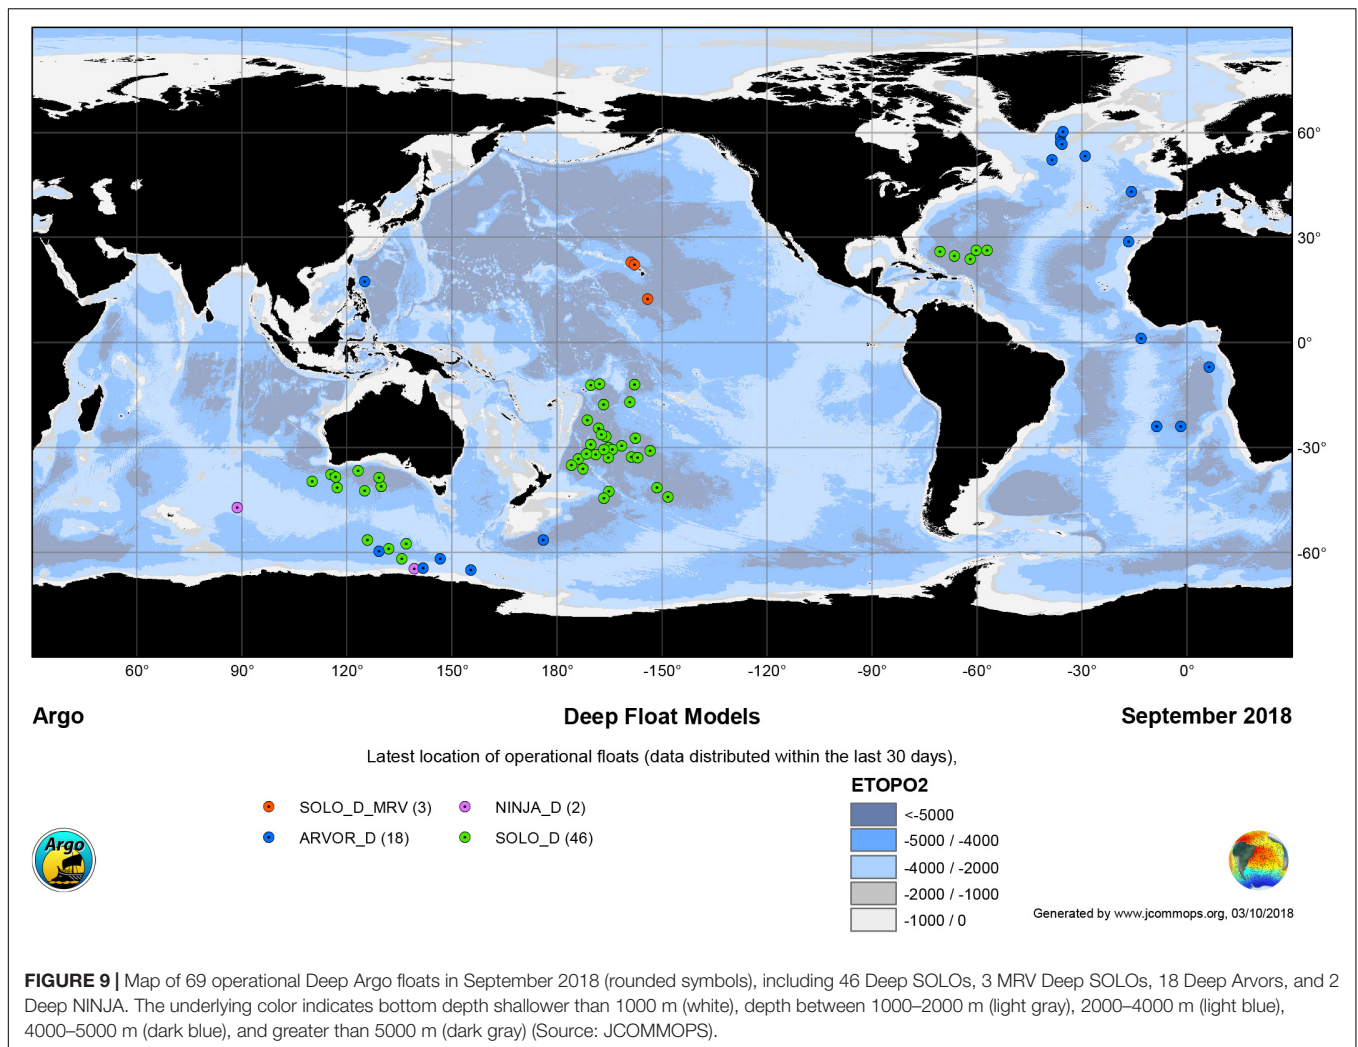 60°
30°
0°
-30°
-60°
60°
90°
120°
150°
180°
-150°
-120°
-90°
-60°
-30°
0°
Argo
Deep Float Models
September 2018
Latest location of operational floats (data distributed within the last 30 days),
SOLO_D_MRV (3)
NINJA_D (2)
ARVOR_D (18)
SOLO_D (46)
ETOPO2
<-5000
-5000 / -4000
-4000 / -2000
-2000 / -1000
-1000 / 0
Argo
Generated by www.jcommops.org, 03/10/2018
FIGURE 9 | Map of 69 operational Deep Argo floats in September 2018 (rounded symbols), including 46 Deep SOLOs, 3 MRV Deep SOLOs, 18 Deep Arvors, and 2
Deep NINJA. The underlying color indicates bottom depth shallower than 1000 m (white), depth between 1000–2000 m (light gray), 2000–4000 m (light blue),
4000–5000 m (dark blue), and greater than 5000 m (dark gray) (Source: JCOMMOPS).